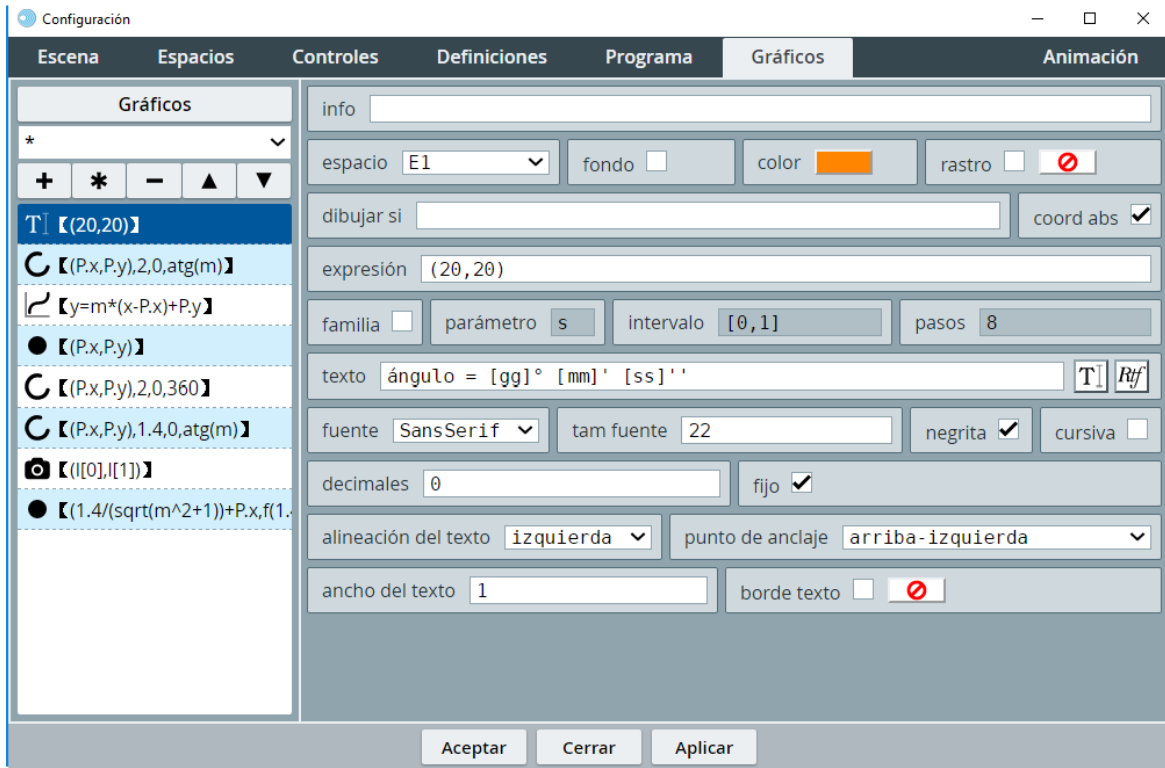 Configuración
Escena Espacios Controles Definiciones Programa Gráficos Animación
Gráficos
*
+ * − ▲ ▼
T 【(20,20)】
【(P.x,P.y),2,0,atg(m)】
【y=m*(x-P.x)+P.y】
【(P.x,P.y)】
【(P.x,P.y),2,0,360】
【(P.x,P.y),1.4,0,atg(m)】
【(I[0],I[1])】
【(1.4/(sqrt(m^2+1))+P.x,f(1.
info
espacio E1 fondo color rastro
dibujar si coord abs
expresión (20,20)
familia parámetro s intervalo [0,1] pasos 8
texto ángulo = [gg]° [mm]' [ss]'' T Rtf
fuente SansSerif tam fuente 22 negrita cursiva
decimales 0 fijo
alineación del texto izquierda punto de anclaje arriba-izquierda
ancho del texto 1 borde texto
Aceptar Cerrar Aplicar